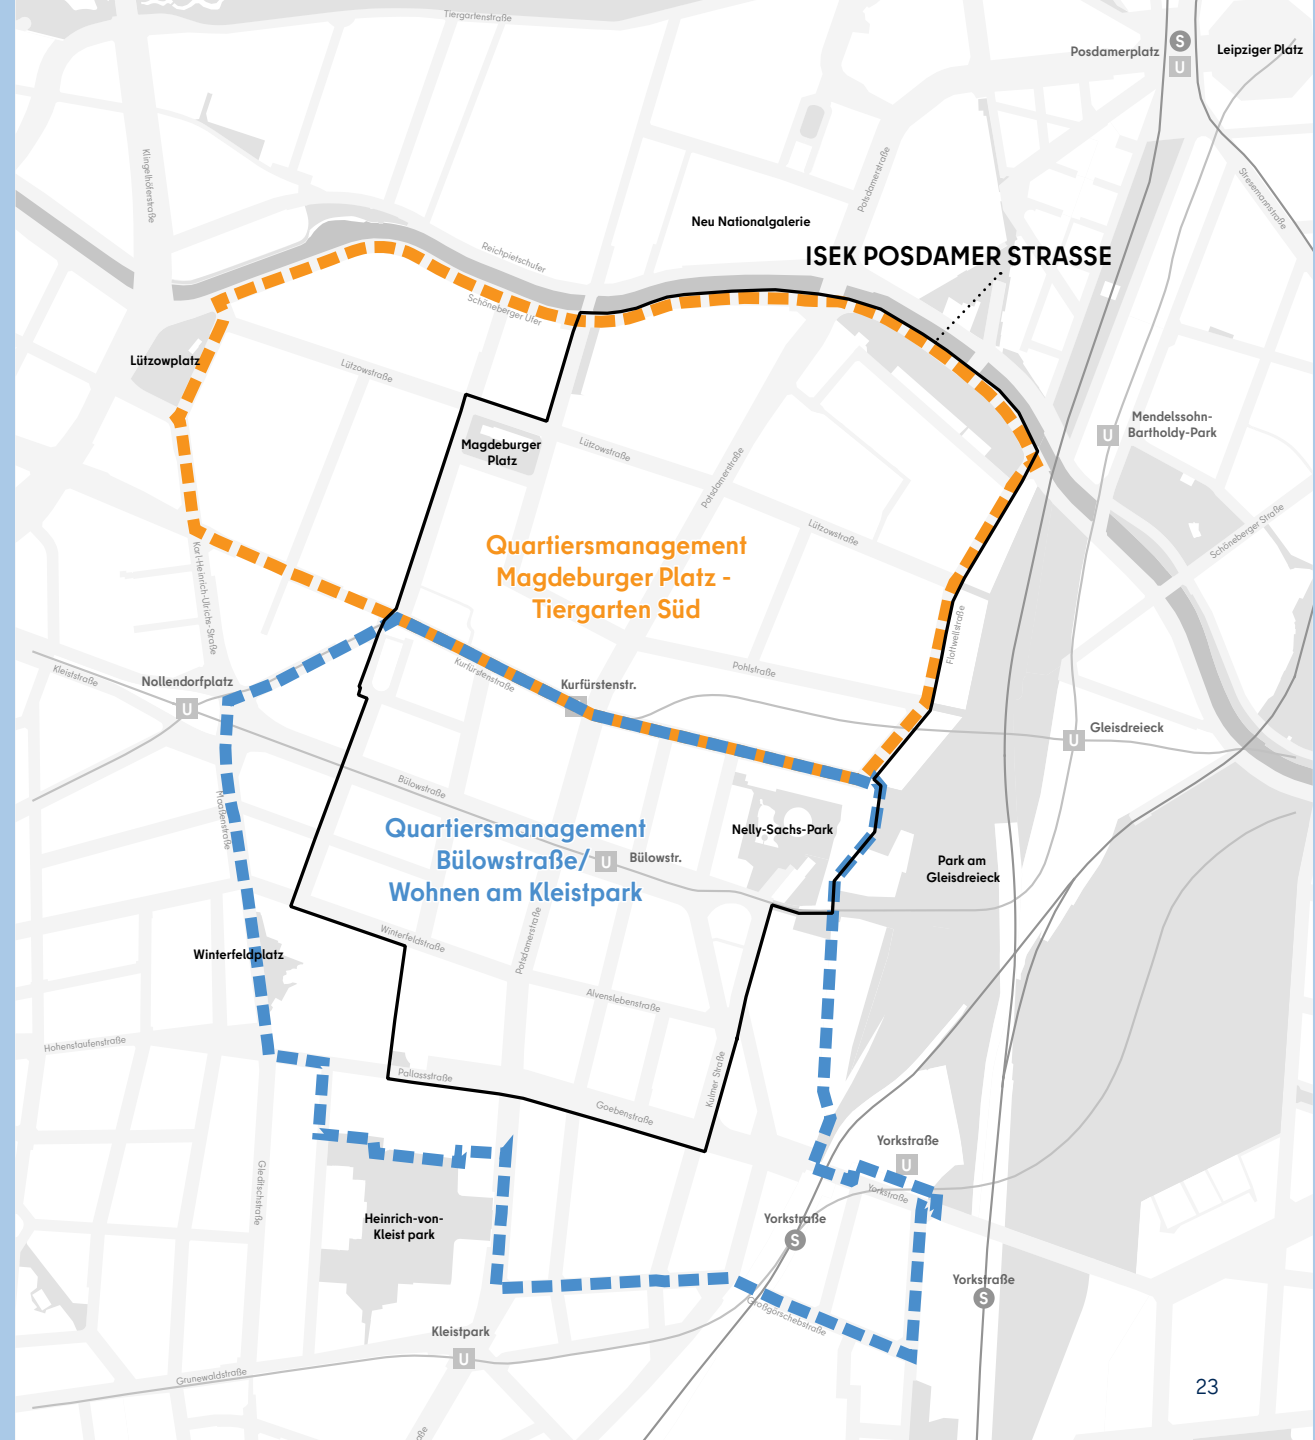 Tiergartenstraße
Posdamerplatz
S
U
Leipziger Platz
Klingelhöferstraße
Potsdamerstraße
Stresemannstraße
Neu Nationalgalerie
Reichpietschufer
ISEK POSDAMER STRASSE
Schöneberger Ufer
Lützowplatz
Lützowstraße
Magdeburger
Platz
Lützowstraße
Potsdamerstraße
U
Mendelssohn-
Bartholdy-Park
Lützowstraße
Schöneberger Straße
Quartiersmanagement
Magdeburger Platz -
Tiergarten Süd
Karl-Heinrich-Ulrichs-Straße
Flottwellstraße
Kleiststraße
Nollendorfplatz
U
Kurfürstenstraße
Kurfürstenstr.
Pohlstraße
U
Gleisdreieck
Bülowstraße
Maaßenstraße
Quartiersmanagement
Bülowstraße/
Wohnen am Kleistpark
U
Bülowstr.
Nelly-Sachs-Park
Park am
Gleisdreieck
Winterfeldplatz
Winterfeldstraße
Potsdamerstraße
Alvenslebenstraße
Hohenstaufenstraße
Pallassstraße
Goebenstraße
Kulmer Straße
Yorkstraße
U
Yorkstraße
Gleditschstraße
Heinrich-von-
Kleist park
Yorkstraße
S
Yorkstraße
S
Großgörschebstraße
Kleistpark
U
Grunewaldstraße
aße
23